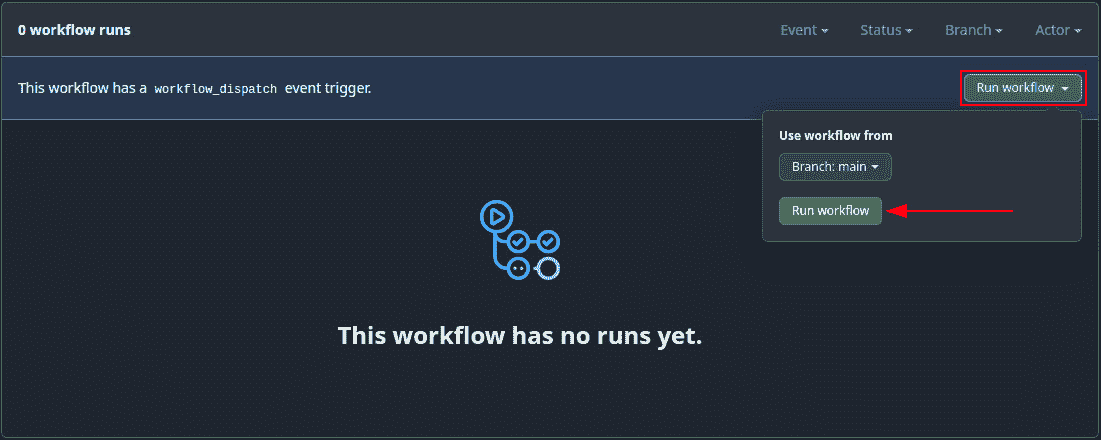 0 workflow runs
Event
Status
Branch
Actor
This workflow has a workflow_dispatch event trigger.
Run workflow
Use workflow from
Branch: main
Run workflow
This workflow has no runs yet.